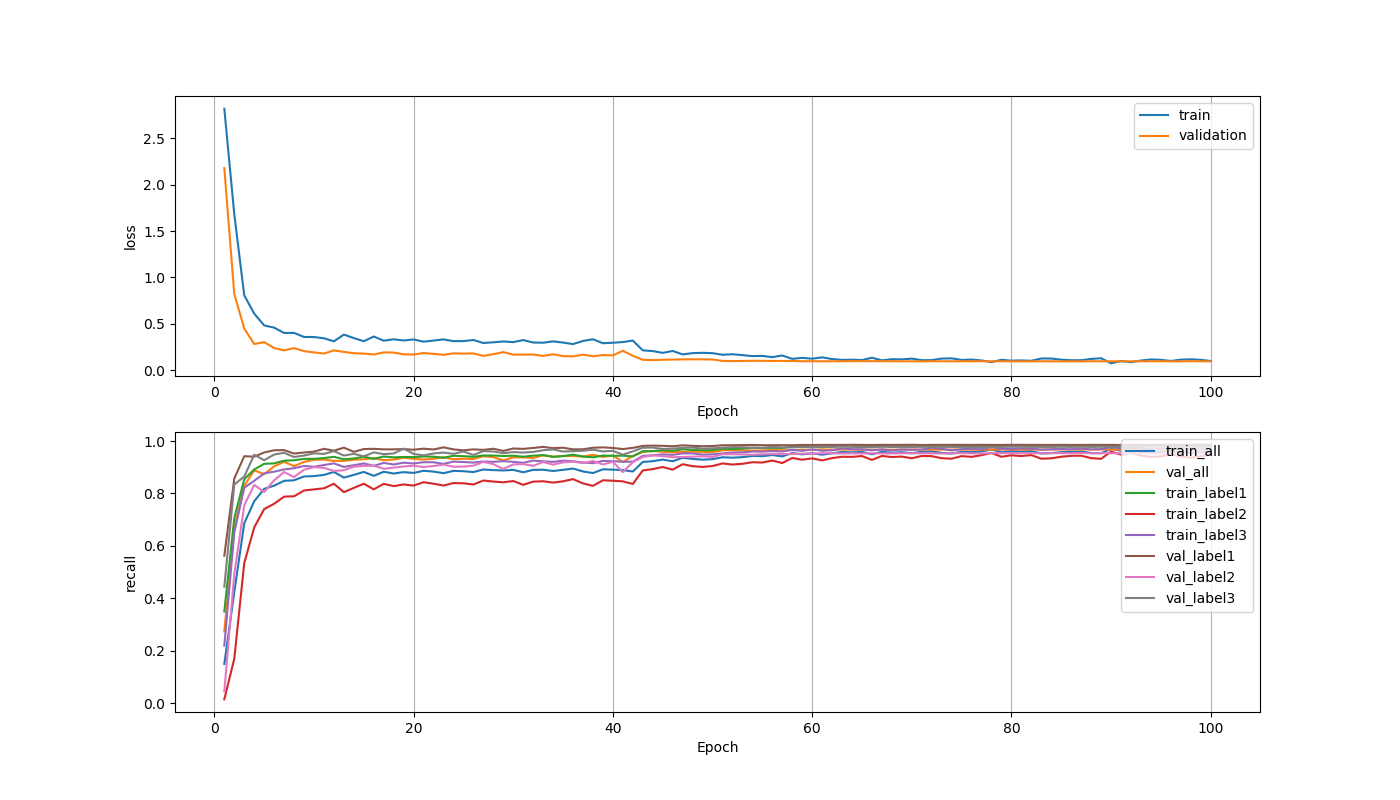 2.5
2.0
1.5
1.0
0.5
0.0
loss
train
validation
0 20 40 60 80 100
Epoch
1.0
0.8
0.6
0.4
0.2
0.0
recall
train_all
val_all
train_label1
train_label2
train_label3
val_label1
val_label2
val_label3
0 20 40 60 80 100
Epoch